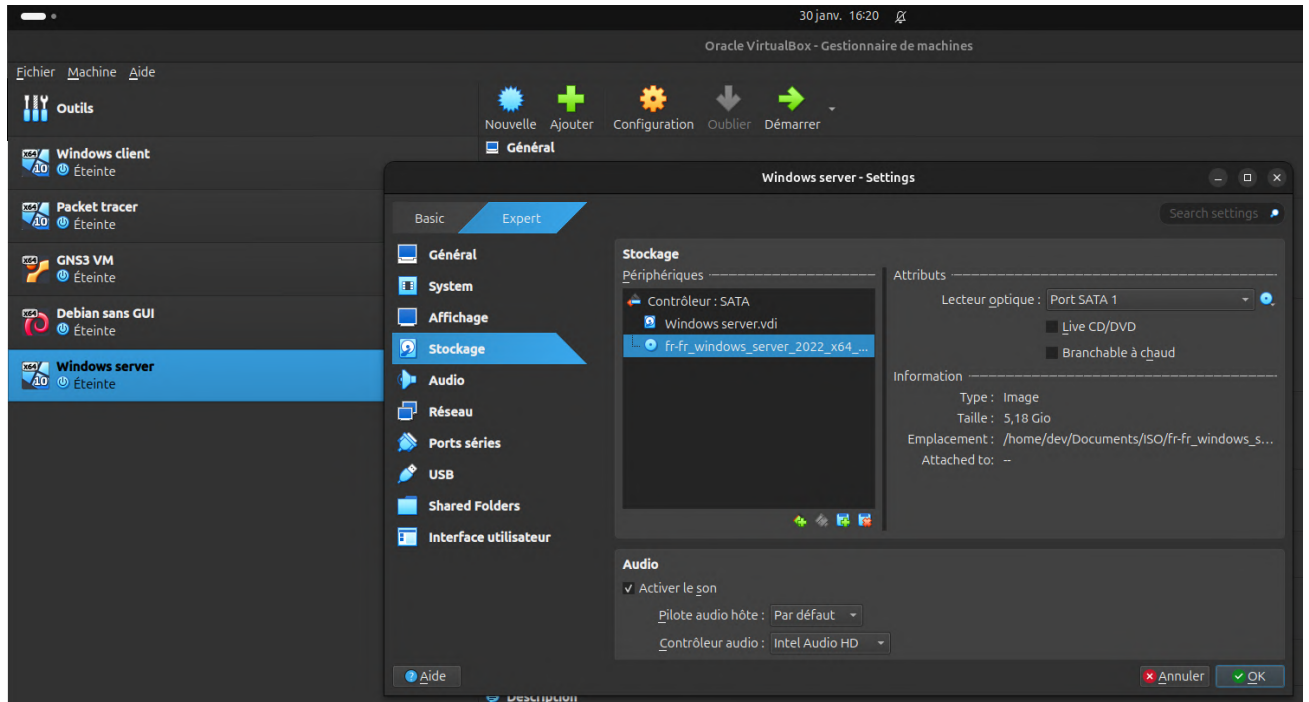 30 janv. 16:20
Oracle VirtualBox - Gestionnaire de machines
Fichier Machine Aide
Outils
Nouvelle Ajouter Configuration Oublier Démarrer
Général
Windows client
Éteinte
Packet tracer
Éteinte
GNS3 VM
Éteinte
Debian sans GUI
Éteinte
Windows server
Éteinte
Windows server - Settings
Basic Expert
Search settings
Général
System
Affichage
Stockage
Audio
Réseau
Ports séries
USB
Shared Folders
Interface utilisateur
Stockage
Périphériques
Contrôleur : SATA
Windows server.vdi
fr-fr_windows_server_2022_x64_...
Attributs
Lecteur optique : Port SATA 1
Live CD/DVD
Branchable à chaud
Information
Type : Image
Taille : 5,18 Gio
Emplacement : /home/dev/Documents/ISO/fr-fr_windows_s...
Attached to: --
Audio
Activer le son
Pilote audio hôte : Par défaut
Contrôleur audio : Intel Audio HD
Aide
Annuler OK
Description